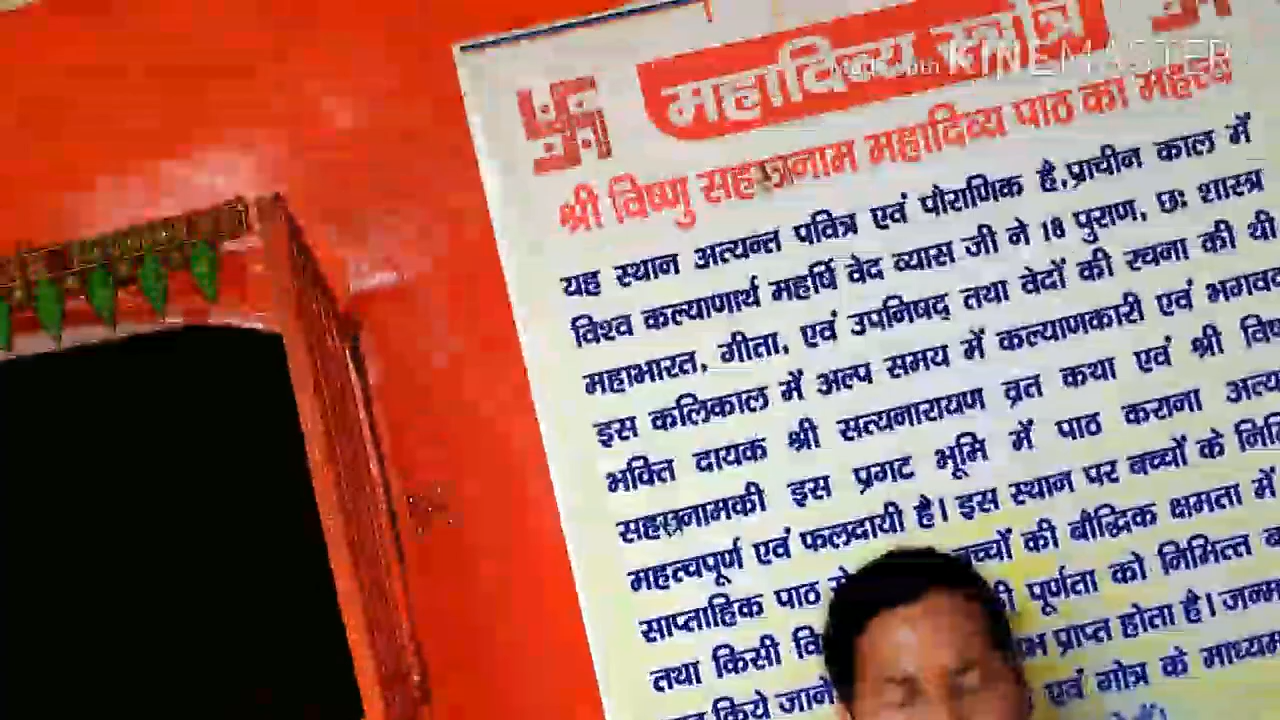 महादिव्य स्त्रोत्र
KINEMASTER
श्री विष्णु सहस्त्रनाम महादिव्य पाठ का महत्व
यह स्थान अत्यन्त पवित्र एवं पौराणिक है,प्राचीन काल में
विश्व कल्याणार्थ महर्षि वेद व्यास जी ने 18 पुराण, छः शास्त्र
महाभारत, गीता, एवं उपनिषद् तथा वेदों की रचना की थी
इस कलिकाल में अल्प समय में कल्याणकारी एवं
भक्ति दायक श्री सत्यनारायण व्रत कथा एवं श्री
सहस्त्रनामकी इस प्रगट भूमि में पाठ कराना
महत्वपूर्ण एवं फलदायी है। इस स्थान पर बच्चों के
साप्ताहिक पाठ बच्चों की बौद्धिक क्षमता में
तथा किसी पूर्णता को निमित्त
किये जाने प्राप्त होता है। जन्म
एवं गोत्र के